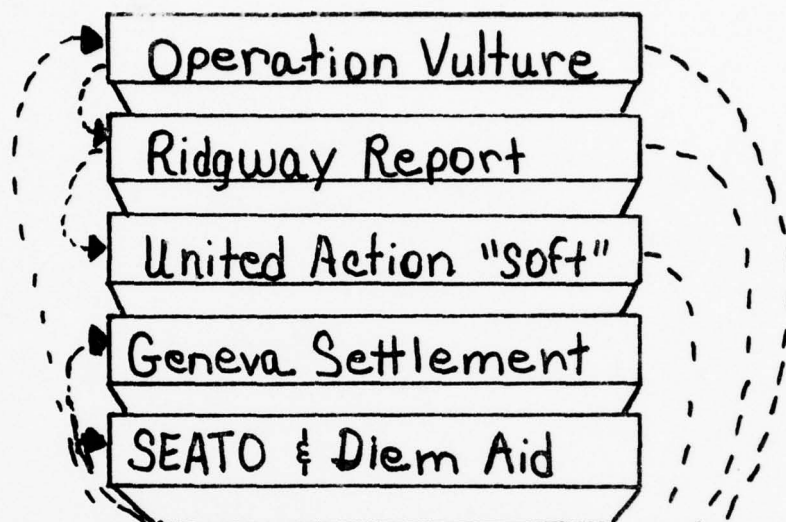 Operation Vulture
Ridgway Report
United Action "soft"
Geneva Settlement
SEATO & Diem Aid